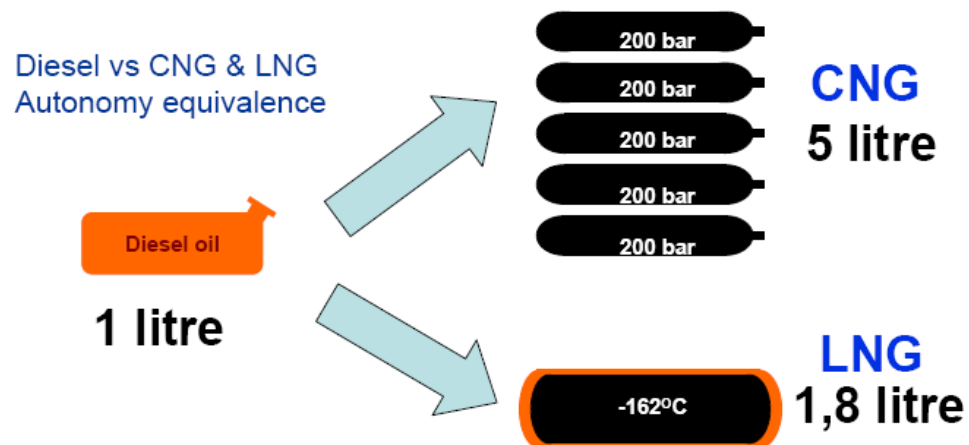 Diesel vs CNG & LNG
Autonomy equivalence
Diesel oil
1 litre
200 bar
200 bar
200 bar
200 bar
200 bar
CNG
5 litre
-162ºC
LNG
1,8 litre